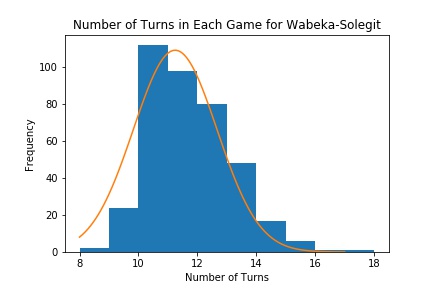 Number of Turns in Each Game for Wabeka-Solegit
Frequency
100
80
60
40
20
0
8 10 12 14 16 18
Number of Turns